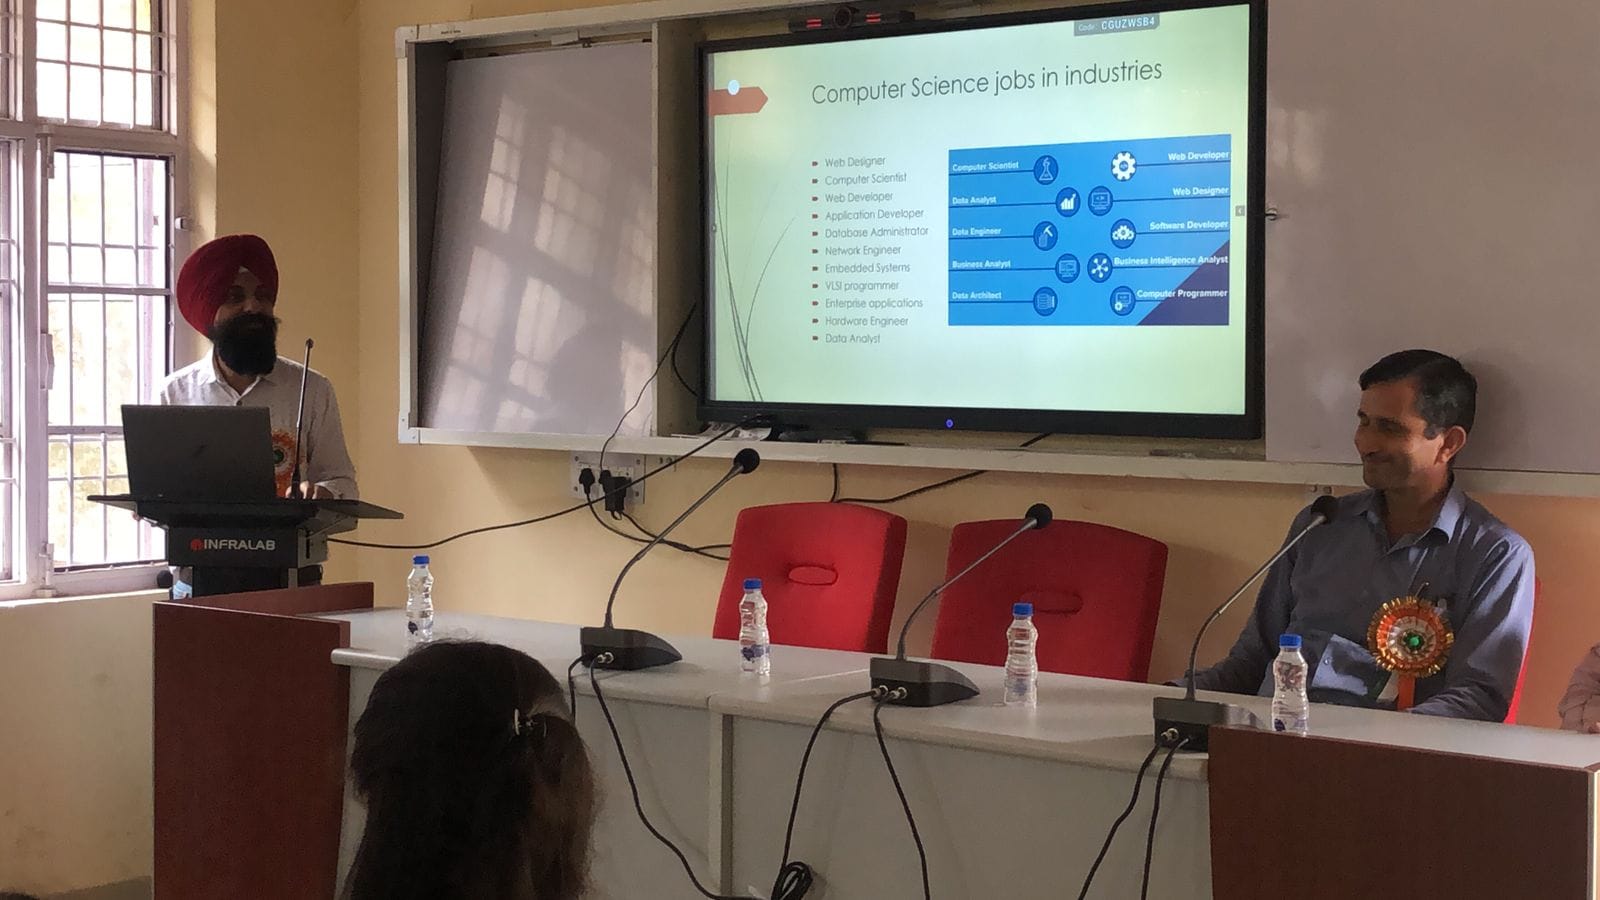 Code: CGUZWSB4
Computer Science jobs in industries
Web Designer
Computer Scientist
Web Developer
Application Developer
Database Administrator
Network Engineer
Embedded Systems
VLSI programmer
Enterprise applications
Hardware Engineer
Data Analyst
Computer Scientist
Web Developer
Data Analyst
Web Designer
Data Engineer
Software Developer
Business Analyst
Business Intelligence Analyst
Data Architect
Computer Programmer
INFRALAB